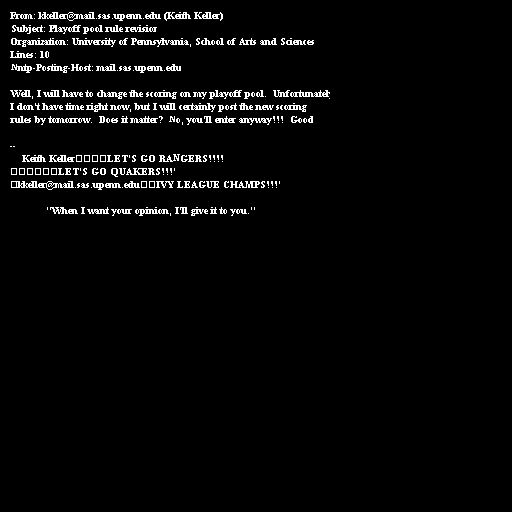 From: kkeller@mail.sas.upenn.edu (Keith Keller)
Subject: Playoff pool rule revision
Organization: University of Pennsylvania, School of Arts and Sciences
Lines: 10
Nntp-Posting-Host: mail.sas.upenn.edu
Well, I will have to change the scoring on my playoff pool. Unfortunately
I don't have time right now, but I will certainly post the new scoring
rules by tomorrow. Does it matter? No, you'll enter anyway!!! Good
--
Keith Keller□□□□LET'S GO RANGERS!!!!
□□□□□□LET'S GO QUAKERS!!!'
□kkeller@mail.sas.upenn.edu□□IVY LEAGUE CHAMPS!!!'
"When I want your opinion, I'll give it to you."